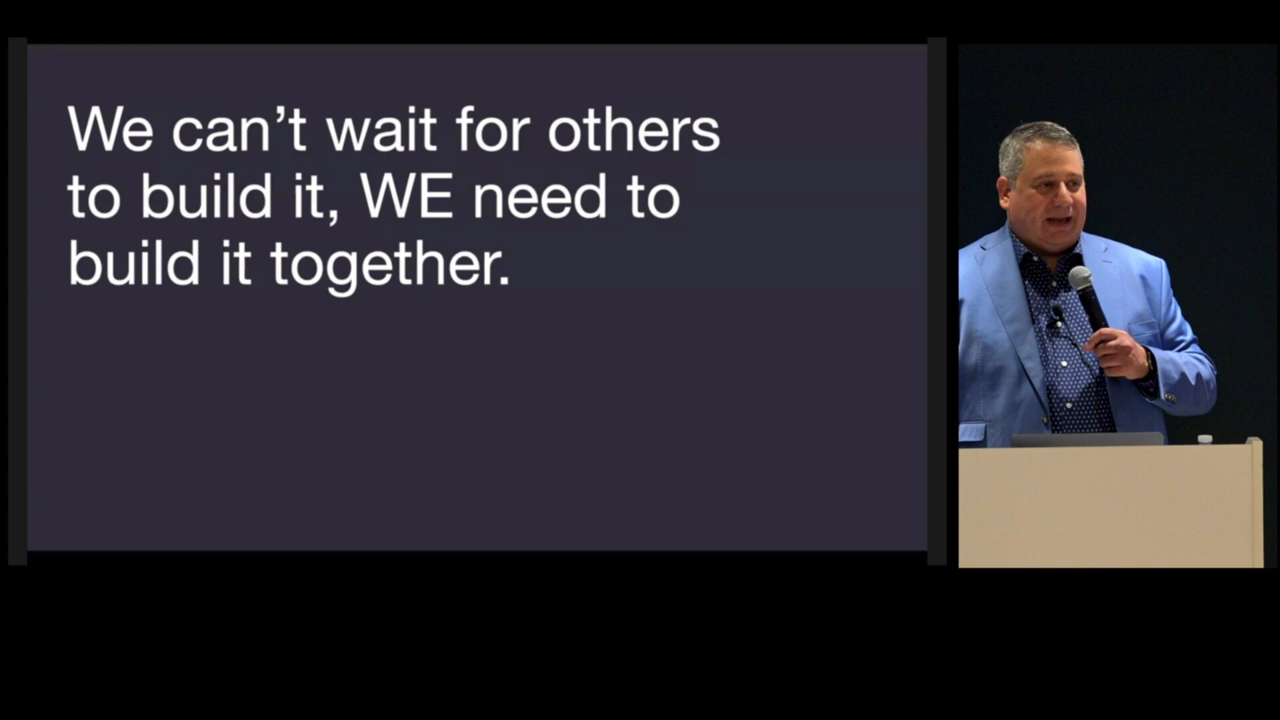 We can’t wait for others
to build it, WE need to
build it together.